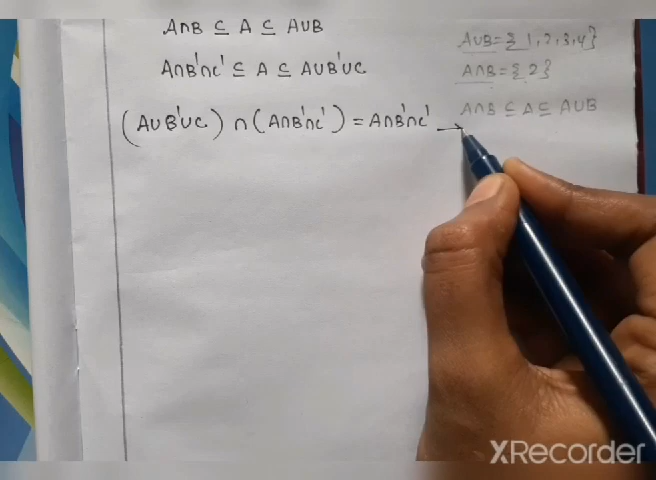 A∩B ⊆ A ⊆ A∪B
A∩B'∩C' ⊆ A ⊆ A∪B'∪C
(A∪B'∪C) ∩ (A∩B'∩C') = A∩B'∩C' →
A∪B = {1, 2, 3, 4}
A∩B = {2}
A∩B ⊆ A ⊆ A∪B
XRecorder